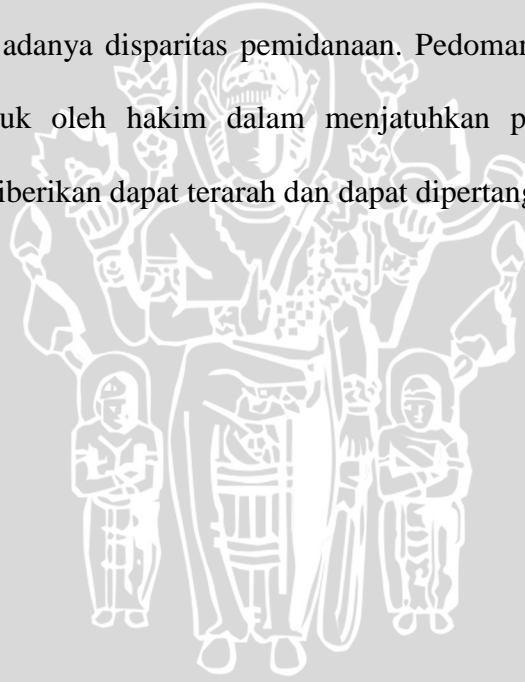 adanya disparitas pemidanaan. Pedoman
uk oleh hakim dalam menjatuhkan p
iberikan dapat terarah dan dapat dipertang